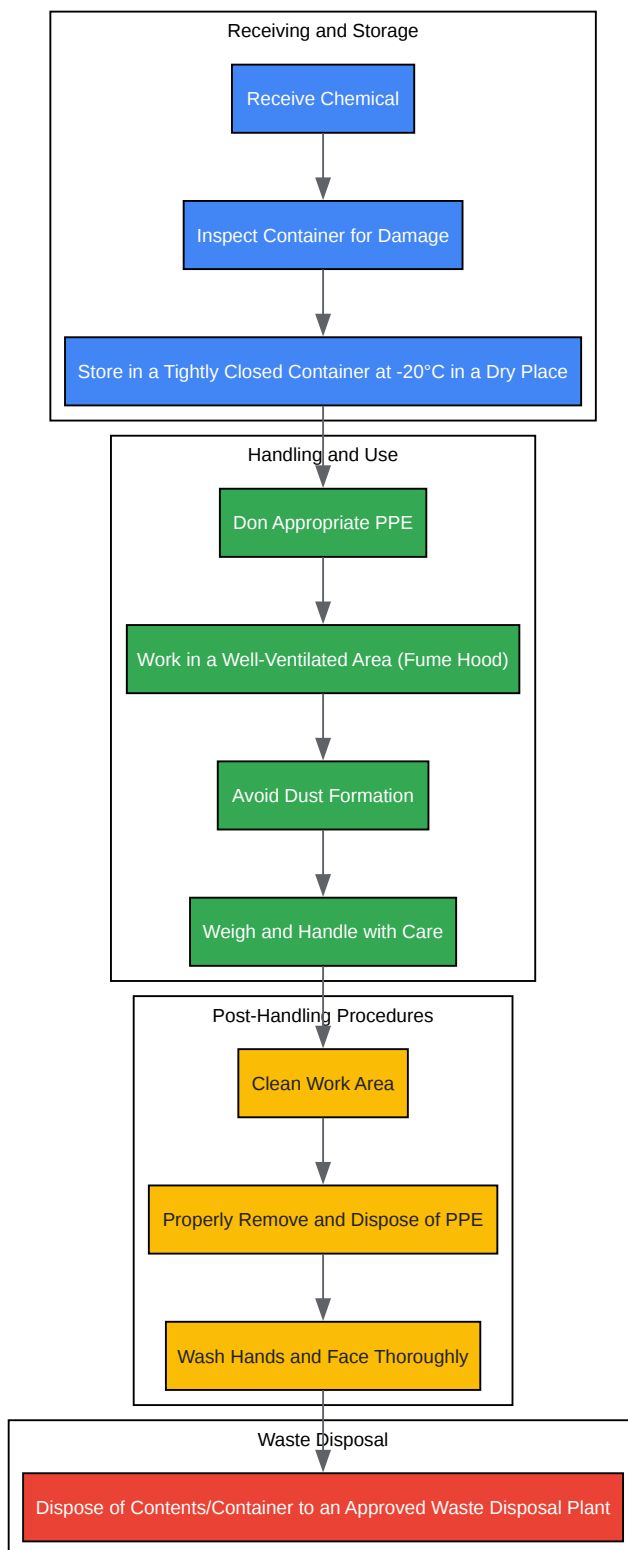 Receiving and Storage
Receive Chemical
Inspect Container for Damage
Store in a Tightly Closed Container at -20°C in a Dry Place
Handling and Use
Don Appropriate PPE
Work in a Well-Ventilated Area (Fume Hood)
Avoid Dust Formation
Weigh and Handle with Care
Post-Handling Procedures
Clean Work Area
Properly Remove and Dispose of PPE
Wash Hands and Face Thoroughly
Waste Disposal
Dispose of Contents/Container to an Approved Waste Disposal Plant